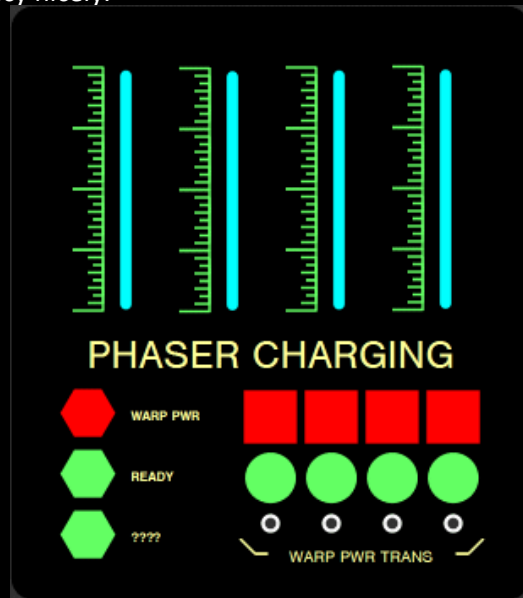 PHASER CHARGING
WARP PWR
READY
????
WARP PWR TRANS